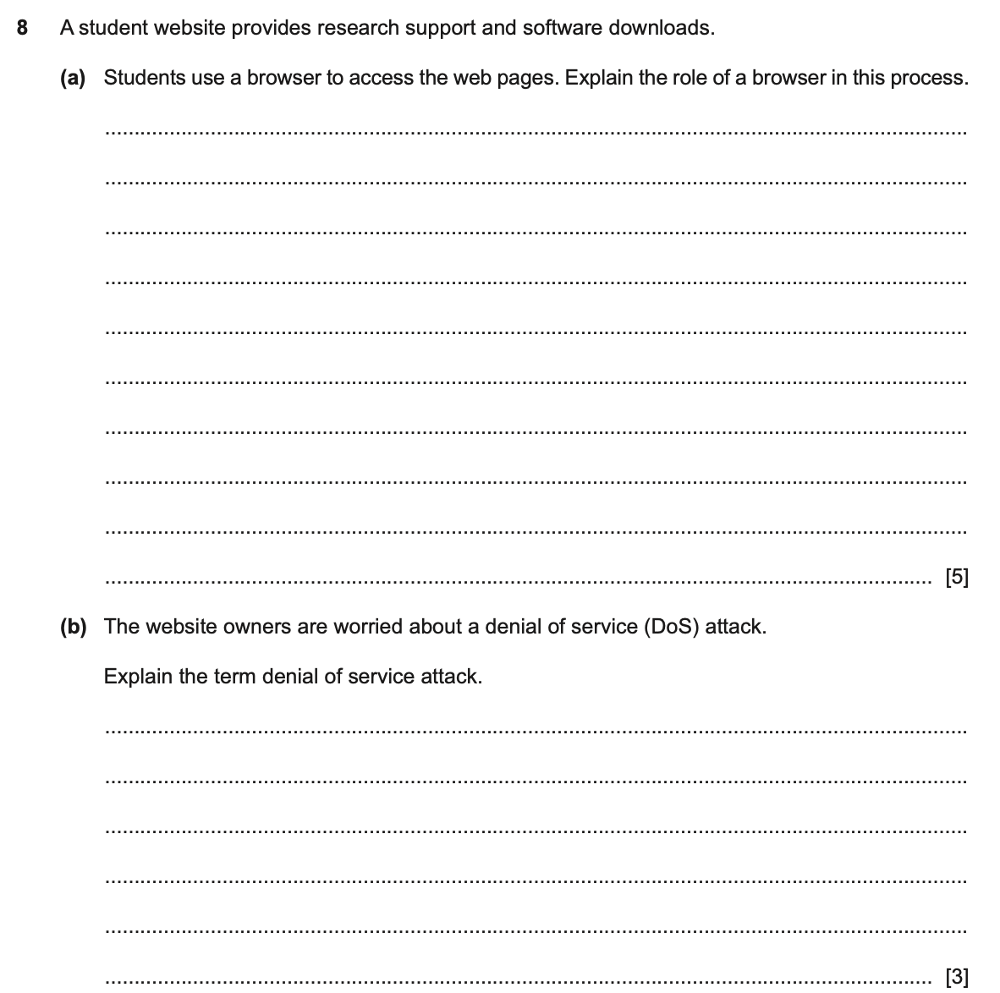 8 A student website provides research support and software downloads.
(a) Students use a browser to access the web pages. Explain the role of a browser in this process.
[5]
(b) The website owners are worried about a denial of service (DoS) attack.
Explain the term denial of service attack.
[3]